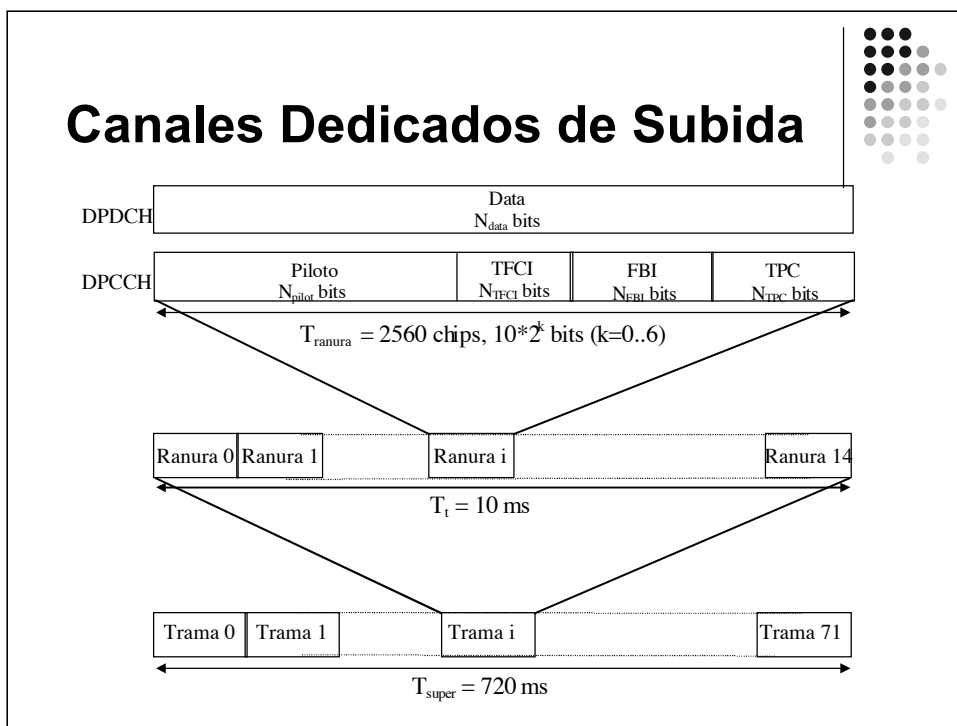 Canales Dedicados de Subida
DPDCH
Data
N_data bits
DPCCH
Piloto
N_pilot bits
TFCI
N_TFCI bits
FBI
N_FBI bits
TPC
N_TPC bits
T_ranura = 2560 chips, 10*2^k bits (k=0..6)
Ranura 0 Ranura 1 Ranura i Ranura 14
T_t = 10 ms
Trama 0 Trama 1 Trama i Trama 71
T_super = 720 ms